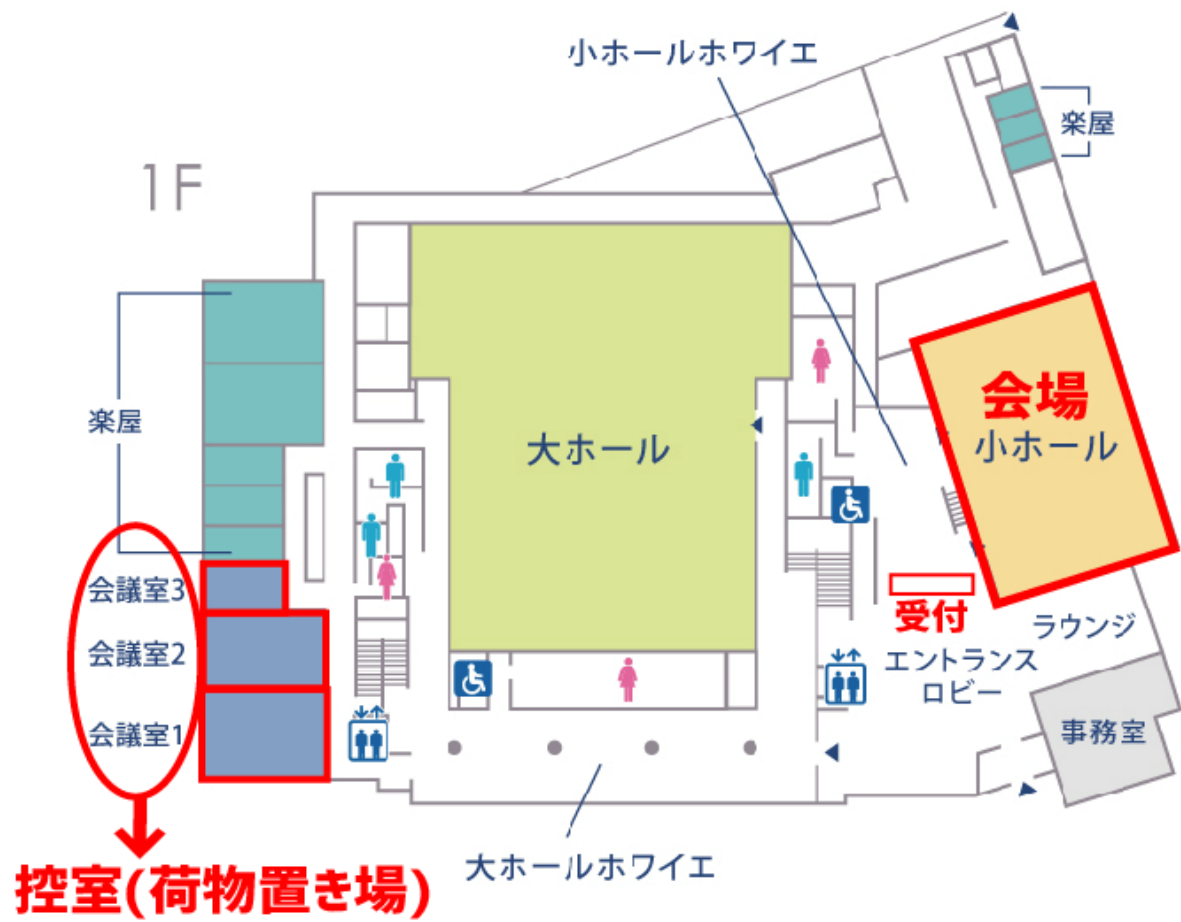 小ホールホワイエ
楽屋
1F
会場
小ホール
楽屋
大ホール
会議室3
会議室2
会議室1
受付
ラウンジ
エントランス
ロビー
事務室
大ホールホワイエ
控室(荷物置き場)